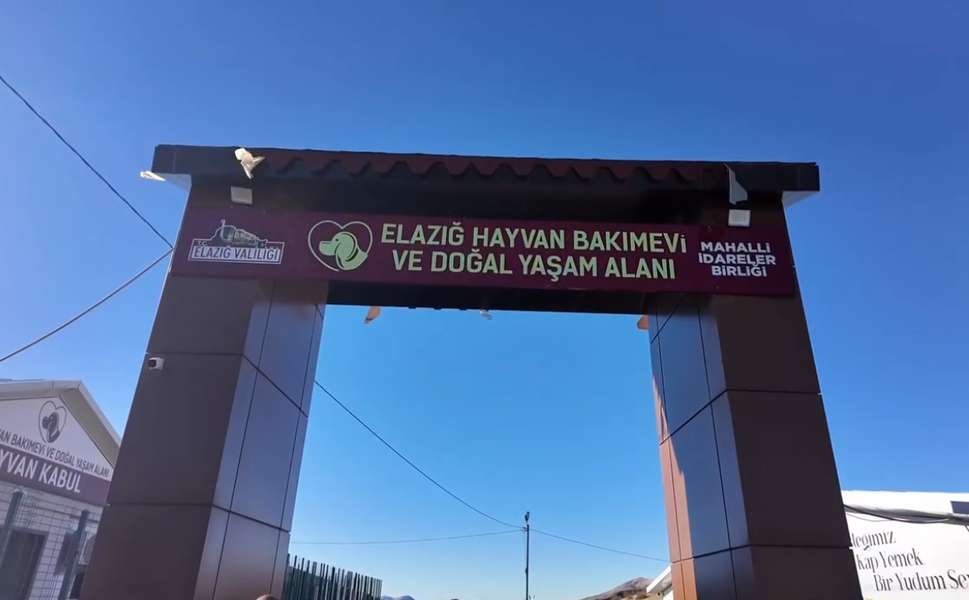 T.C.
ELAZIĞ VALİLİĞİ
ELAZIĞ HAYVAN BAKIMEVİ
VE DOĞAL YAŞAM ALANI
MAHALLİ
İDARELER
BİRLİĞİ
BAKIMEVİ VE DOĞAL YAŞAM ALANI
KABUL
Kap Yemek
Bir Yudum